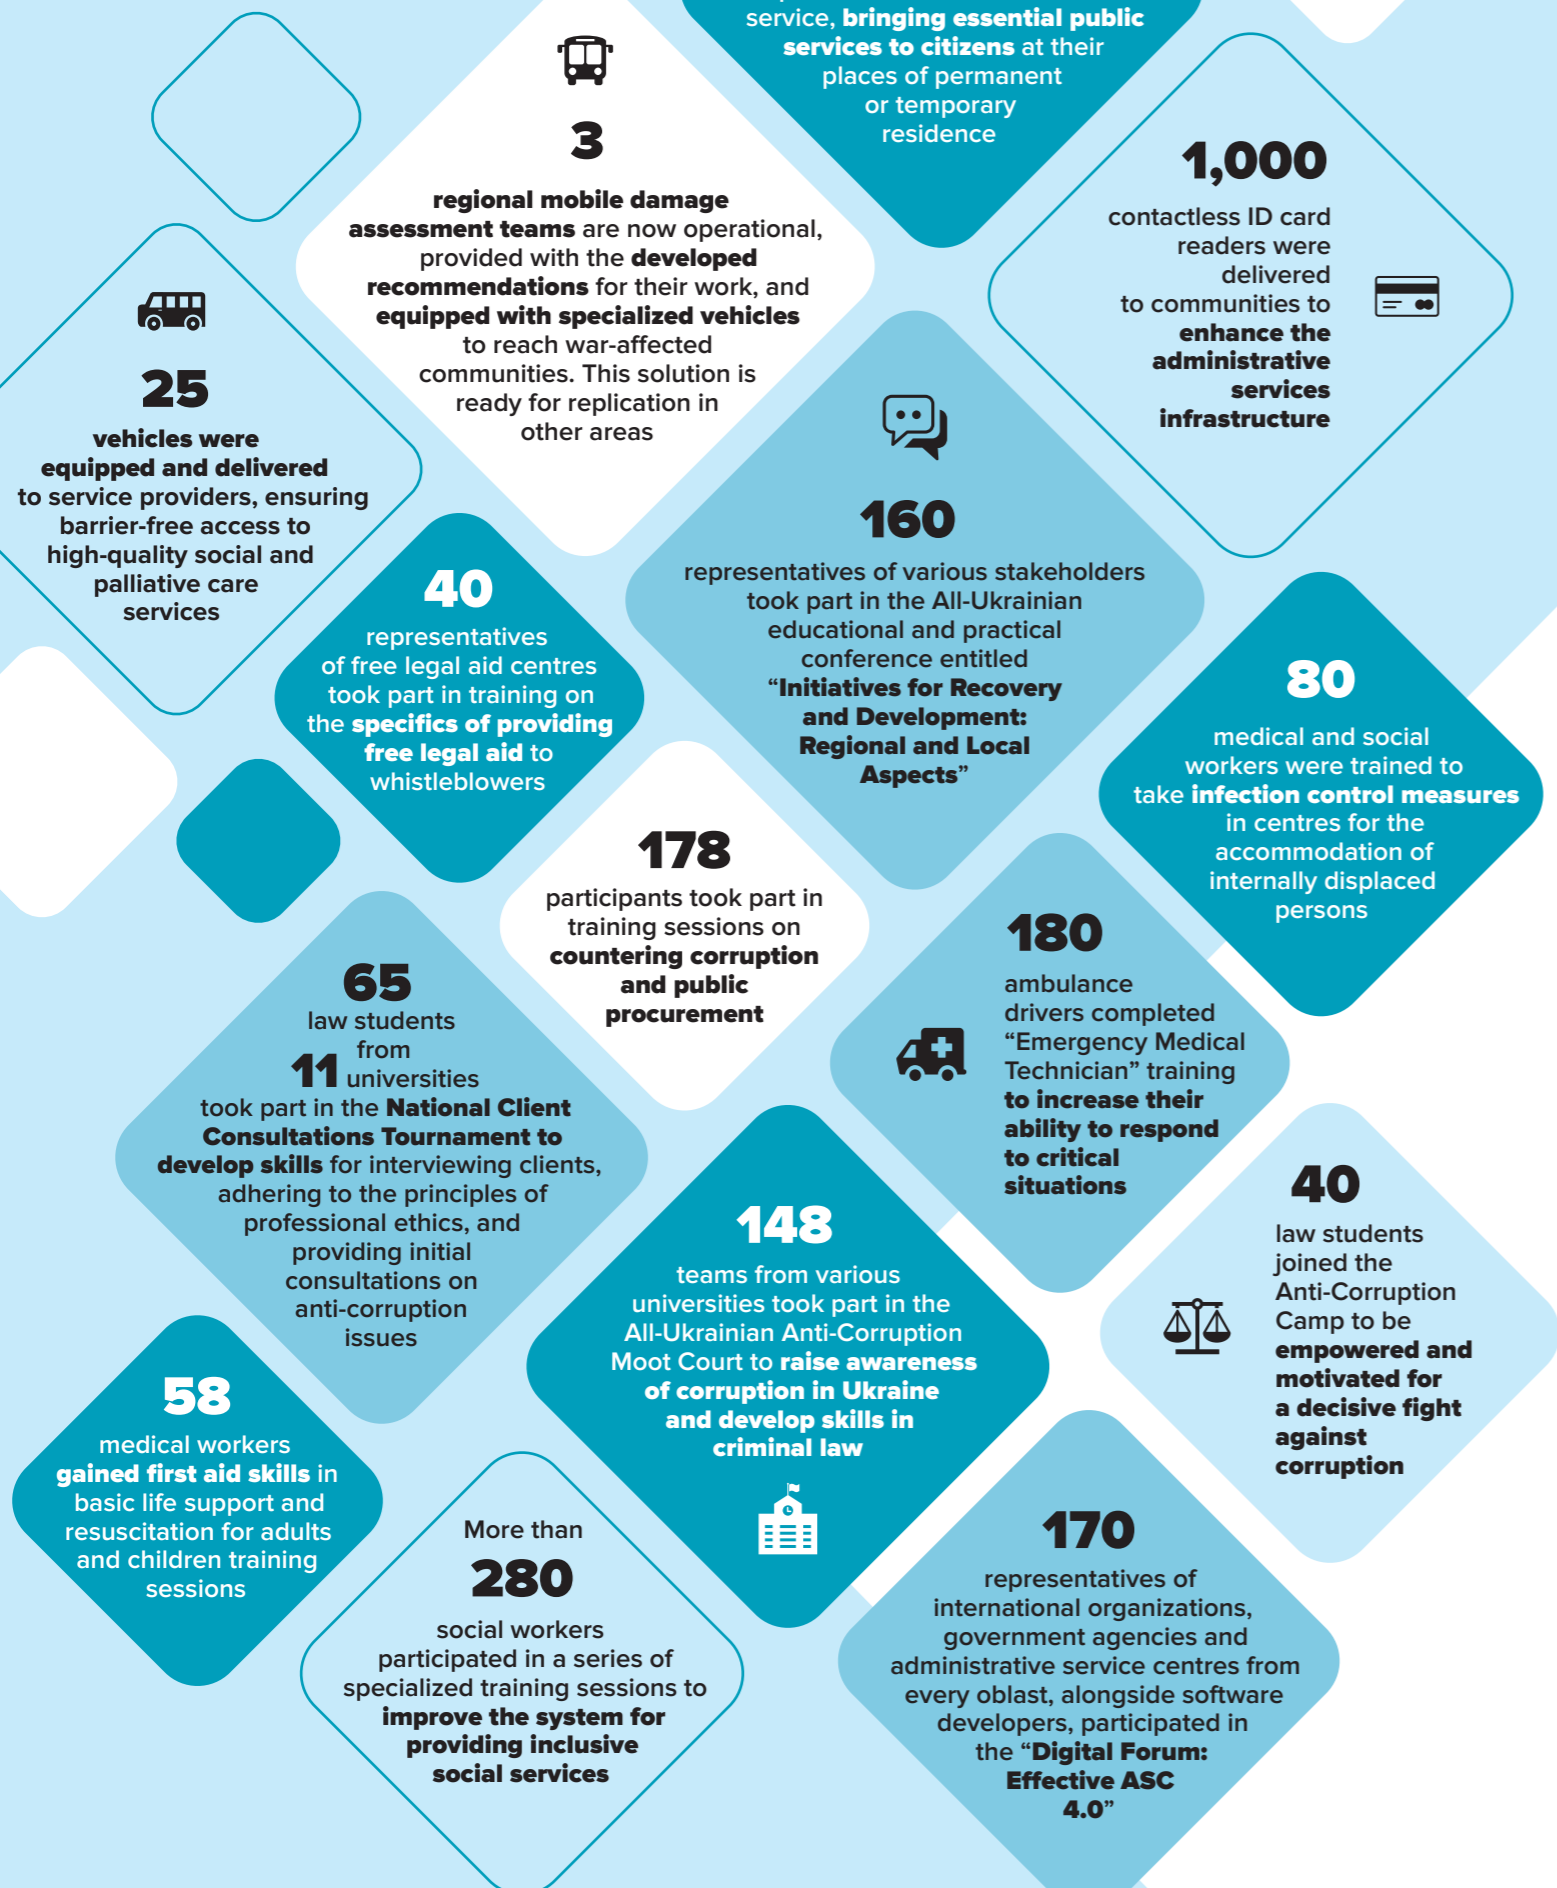 service, bringing essential public
services to citizens at their
places of permanent
or temporary
residence
3
regional mobile damage
assessment teams are now operational,
provided with the developed
recommendations for their work, and
equipped with specialized vehicles
to reach war-affected
communities. This solution is
ready for replication in
other areas
1,000
contactless ID card
readers were
delivered
to communities to
enhance the
administrative
services
infrastructure
25
vehicles were
equipped and delivered
to service providers, ensuring
barrier-free access to
high-quality social and
palliative care
services
160
representatives of various stakeholders
took part in the All-Ukrainian
educational and practical
conference entitled
“Initiatives for Recovery
and Development:
Regional and Local
Aspects”
40
representatives
of free legal aid centres
took part in training on
the specifics of providing
free legal aid to
whistleblowers
80
medical and social
workers were trained to
take infection control measures
in centres for the
accommodation of
internally displaced
persons
178
participants took part in
training sessions on
countering corruption
and public
procurement
180
ambulance
drivers completed
“Emergency Medical
Technician” training
to increase their
ability to respond
to critical
situations
65
law students
from
11 universities
took part in the National Client
Consultations Tournament to
develop skills for interviewing clients,
adhering to the principles of
professional ethics, and
providing initial
consultations on
anti-corruption
issues
148
teams from various
universities took part in the
All-Ukrainian Anti-Corruption
Moot Court to raise awareness
of corruption in Ukraine
and develop skills in
criminal law
40
law students
joined the
Anti-Corruption
Camp to be
empowered and
motivated for
a decisive fight
against
corruption
58
medical workers
gained first aid skills in
basic life support and
resuscitation for adults
and children training
sessions
More than
280
social workers
participated in a series of
specialized training sessions to
improve the system for
providing inclusive
social services
170
representatives of
international organizations,
government agencies and
administrative service centres from
every oblast, alongside software
developers, participated in
the “Digital Forum:
Effective ASC
4.0”